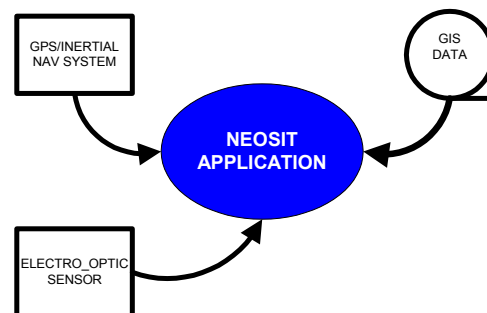 GPS/INERTIAL
NAV SYSTEM
GIS
DATA
NEOSIT
APPLICATION
ELECTRO_OPTIC
SENSOR